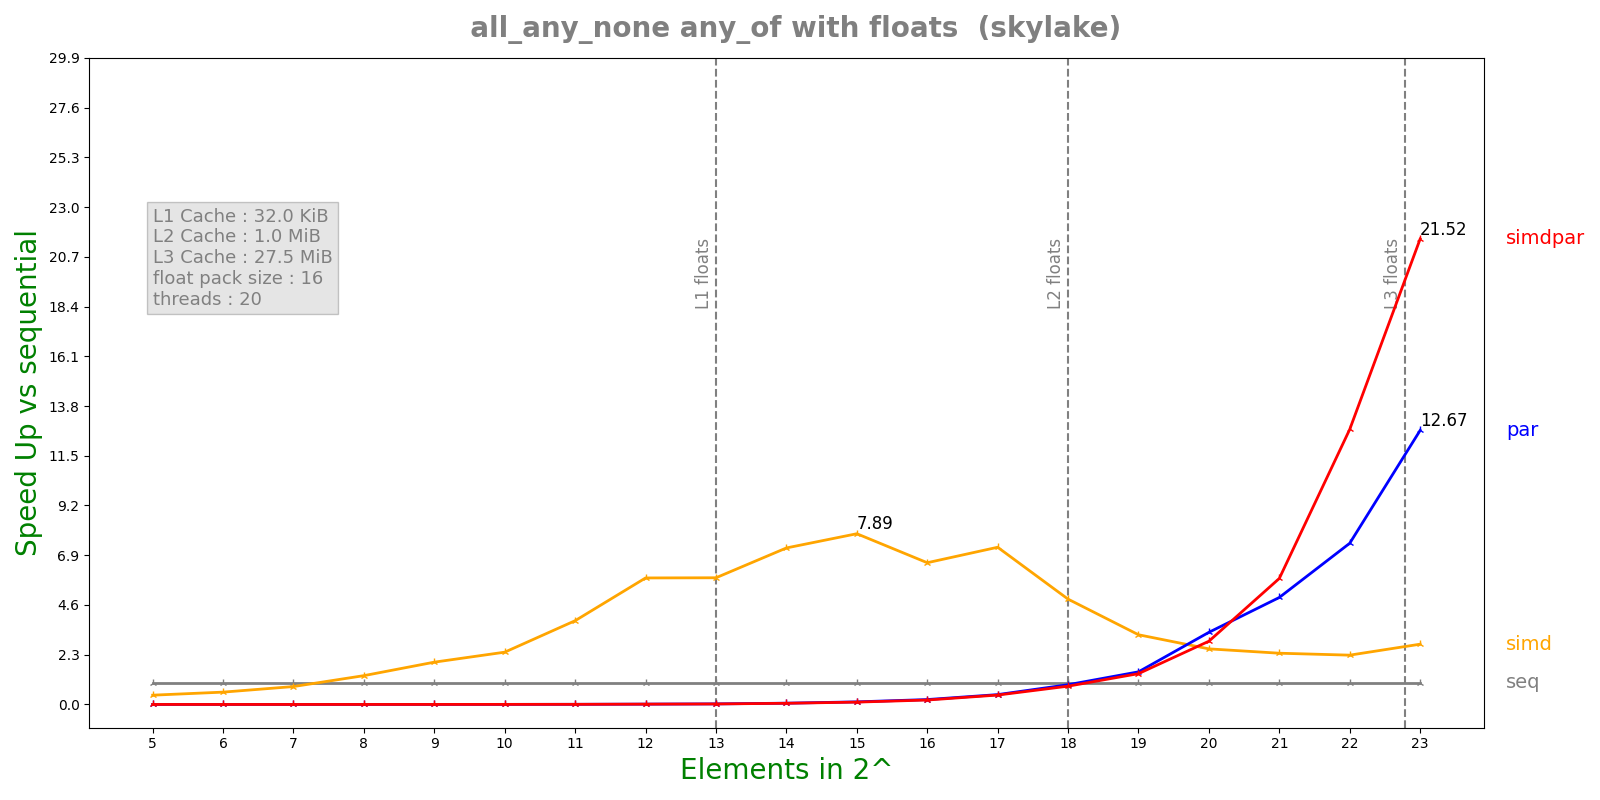 all_any_none any_of with floats (skylake)
Speed Up vs sequential
29.9
27.6
25.3
23.0
20.7
18.4
16.1
13.8
11.5
9.2
6.9
4.6
2.3
0.0
L1 Cache : 32.0 KiB
L2 Cache : 1.0 MiB
L3 Cache : 27.5 MiB
float pack size : 16
threads : 20
L1 floats
L2 floats
L3 floats
7.89
21.52
12.67
simdpar
par
simd
seq
5 6 7 8 9 10 11 12 13 14 15 16 17 18 19 20 21 22 23
Elements in 2^